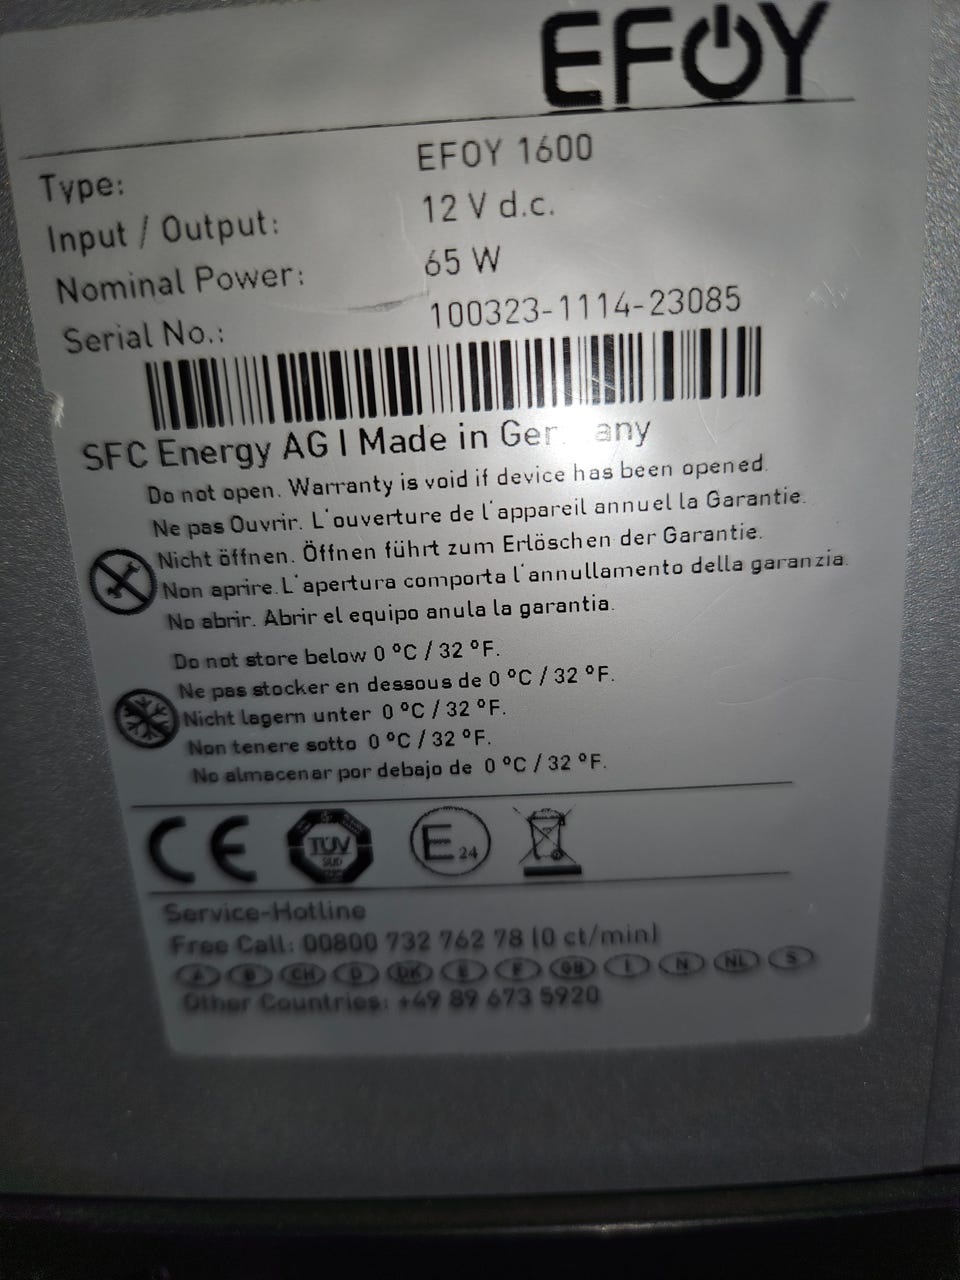 EFOY
Type: EFOY 1600
Input / Output: 12 V d.c.
Nominal Power: 65 W
Serial No.: 100323-1114-23085
SFC Energy AG | Made in Ger any
Do not open. Warranty is void if device has been opened.
Ne pas Ouvrir. L'ouverture de l'appareil annuel la Garantie.
Nicht öffnen. Öffnen führt zum Erlöschen der Garantie.
Non aprire. L'apertura comporta l'annullamento della garanzia.
No abrir. Abrir el equipo anula la garantia.
Do not store below 0 °C / 32 °F.
Ne pas stocker en dessous de 0 °C / 32 °F.
Nicht lagern unter 0 °C / 32 °F.
Non tenere sotto 0 °C / 32 °F.
No almacenar por debajo de 0 °C / 32 °F.
CE TÜV SÜD E 24
Service-Hotline
Free Call: 00800 732 762 78 (0 ct/min)
A B CH D DK E F GB I N NL S
Other Countries: +49 89 673 5920